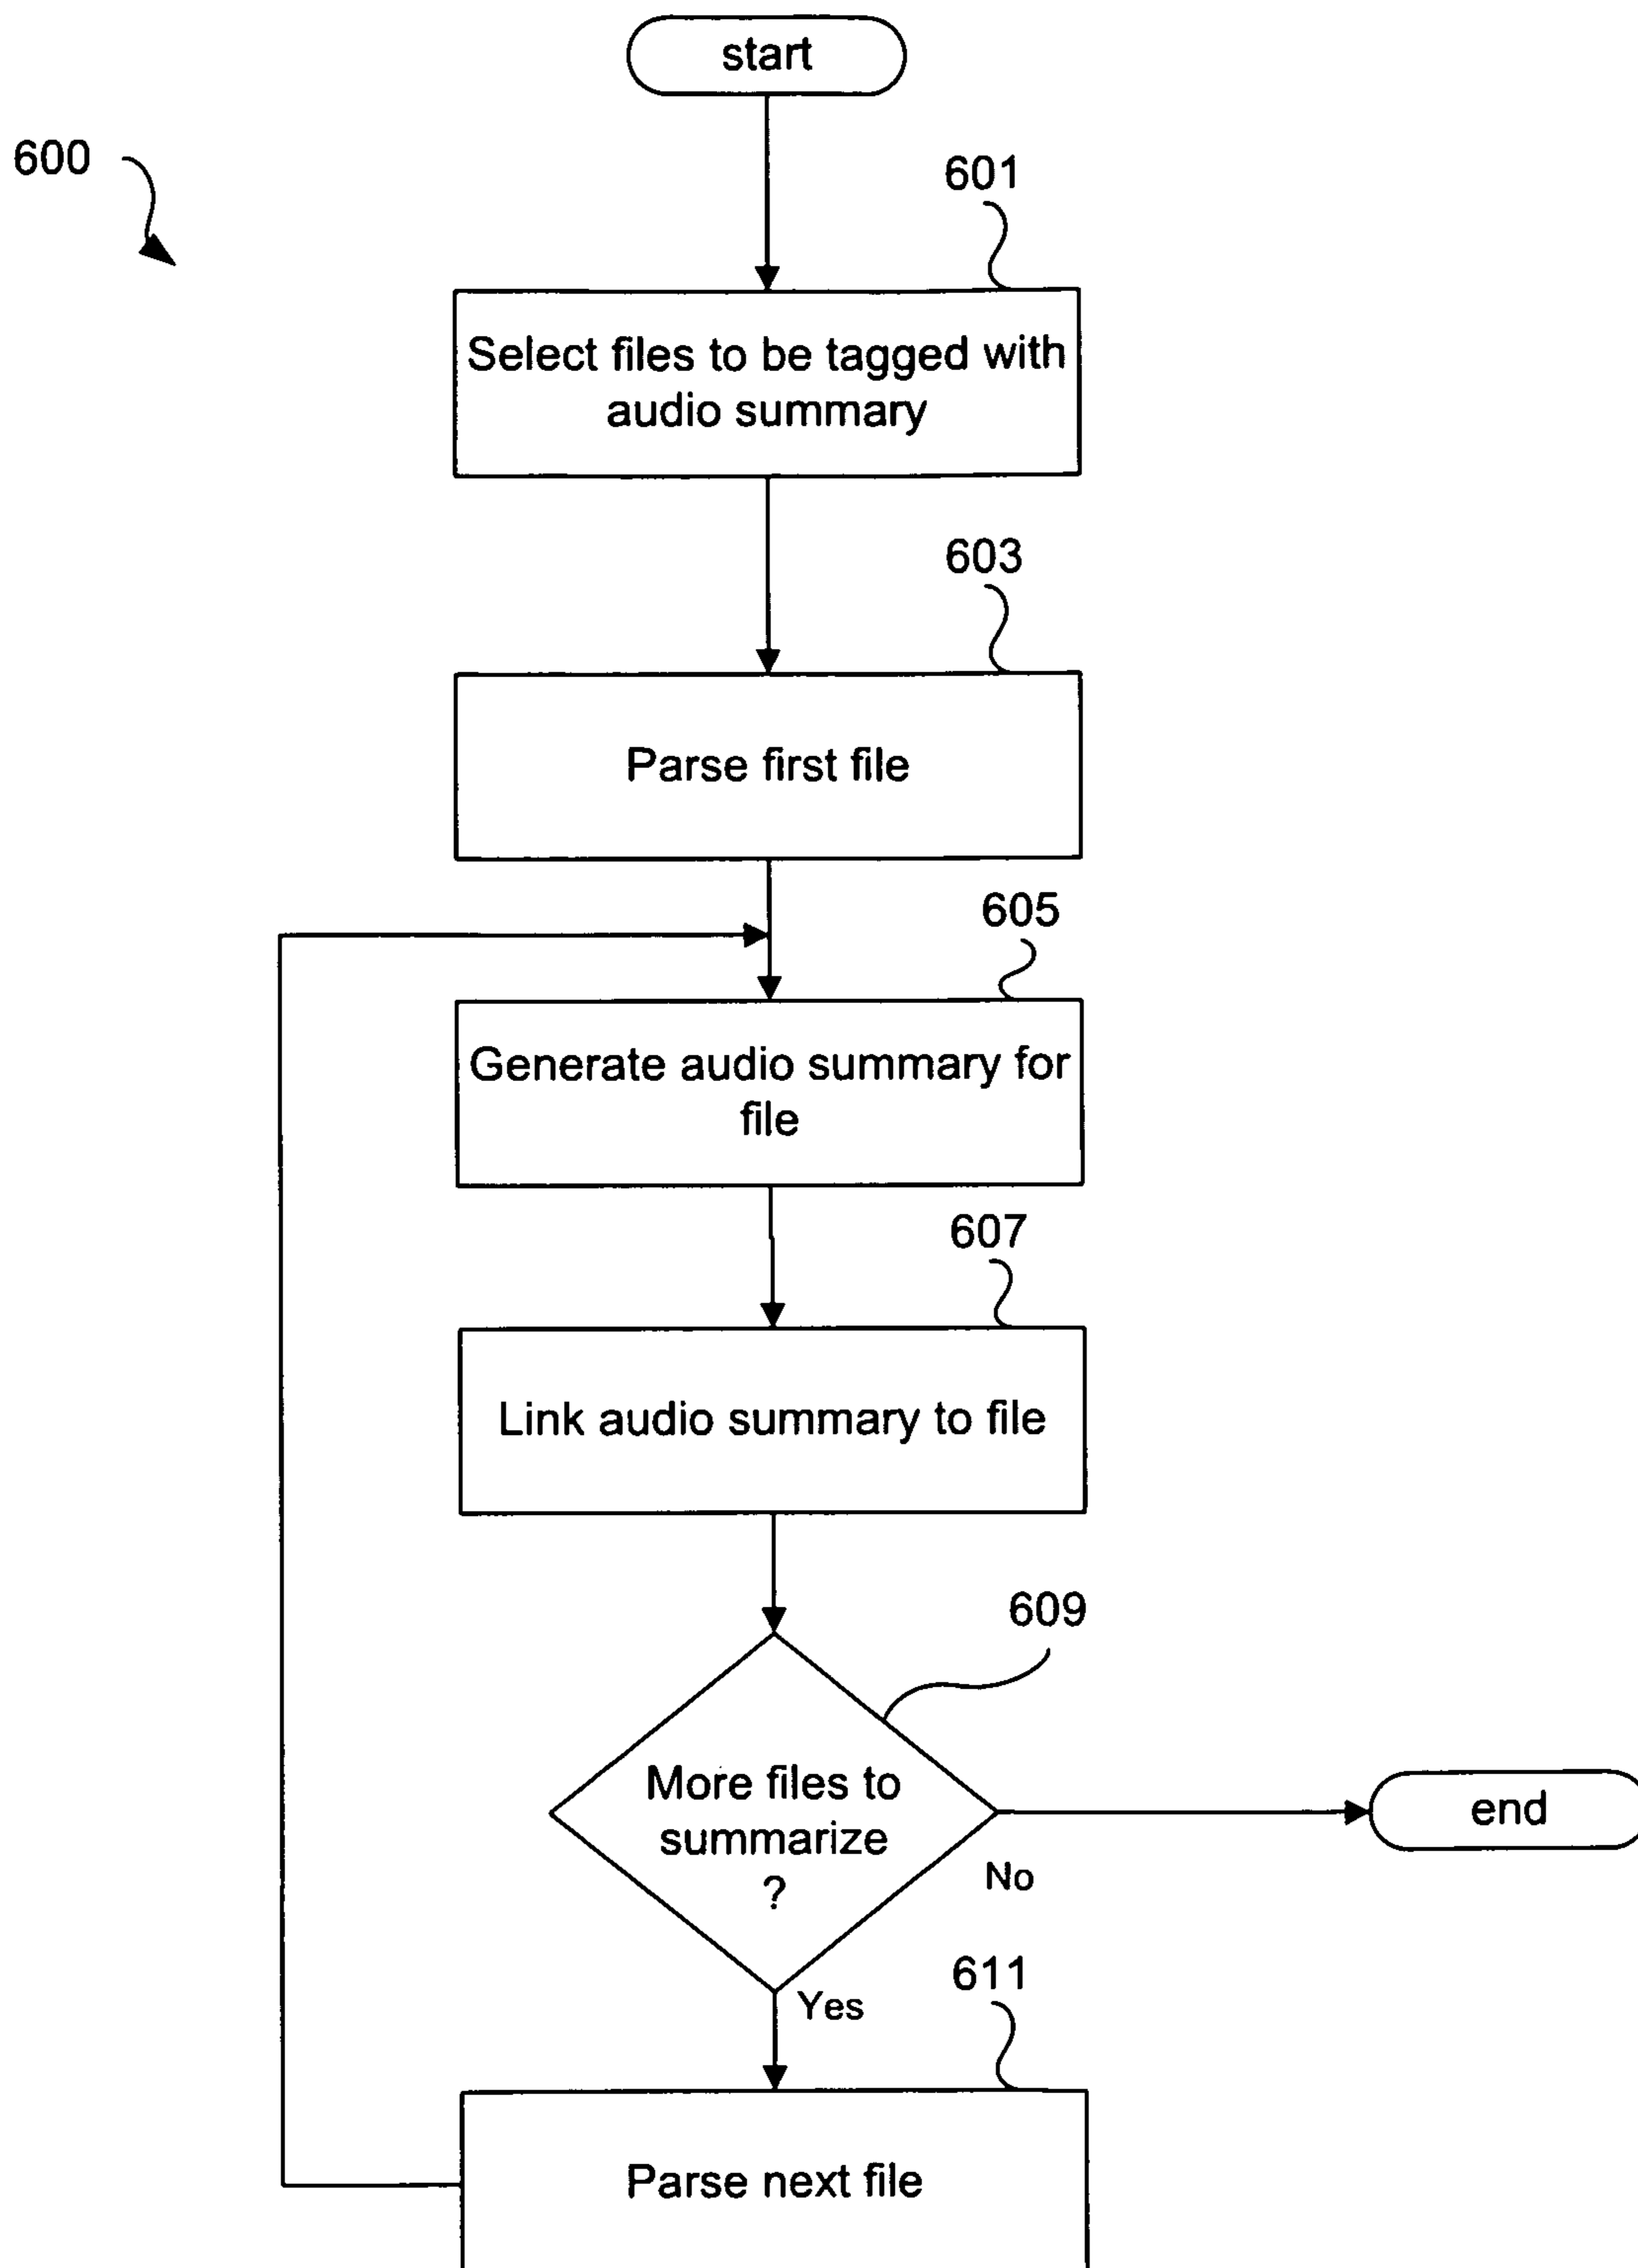 start
600
601
Select files to be tagged with
audio summary
603
Parse first file
605
Generate audio summary for
file
607
Link audio summary to file
609
More files to
summarize
?
end
No
Yes
611
Parse next file